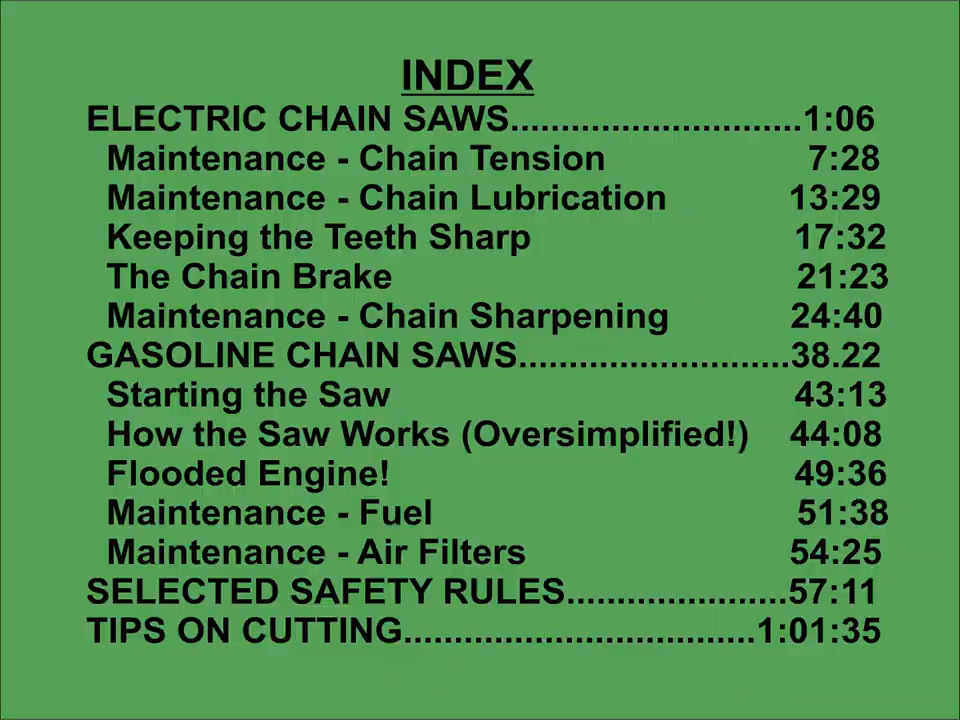 INDEX
ELECTRIC CHAIN SAWS.............................1:06
Maintenance - Chain Tension 7:28
Maintenance - Chain Lubrication 13:29
Keeping the Teeth Sharp 17:32
The Chain Brake 21:23
Maintenance - Chain Sharpening 24:40
GASOLINE CHAIN SAWS...........................38.22
Starting the Saw 43:13
How the Saw Works (Oversimplified!) 44:08
Flooded Engine! 49:36
Maintenance - Fuel 51:38
Maintenance - Air Filters 54:25
SELECTED SAFETY RULES......................57:11
TIPS ON CUTTING...................................1:01:35